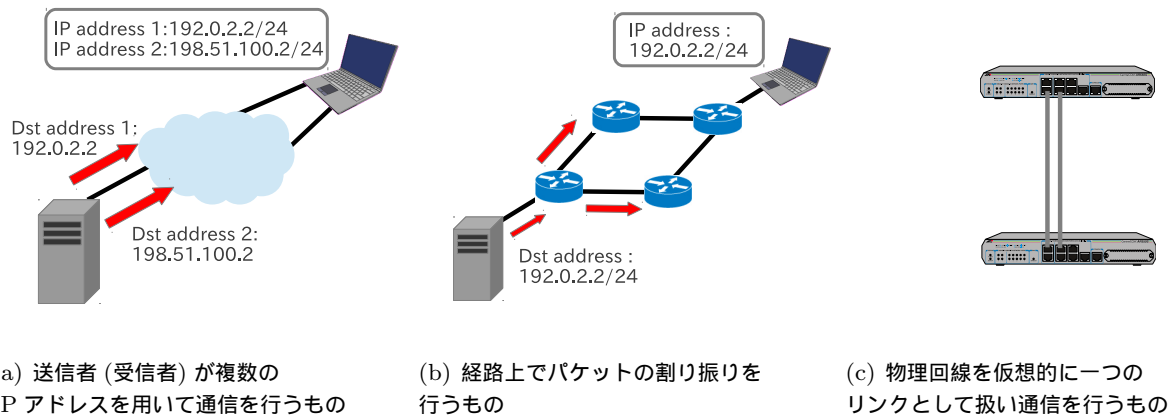 IP address 1:192.0.2.2/24
IP address 2:198.51.100.2/24
Dst address 1:
192.0.2.2
Dst address 2:
198.51.100.2
a) 送信者 (受信者) が複数の
P アドレスを用いて通信を行うもの
IP address :
192.0.2.2/24
Dst address :
192.0.2.2/24
(b) 経路上でパケットの割り振りを
行うもの
(c) 物理回線を仮想的に一つの
リンクとして扱い通信を行うもの